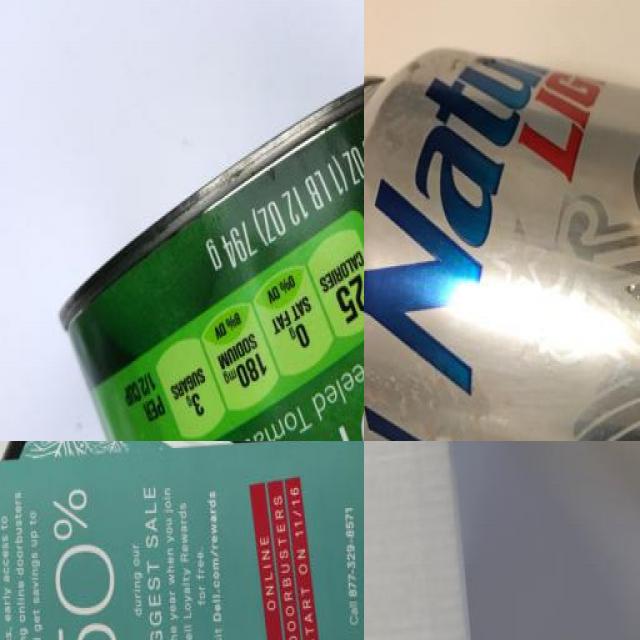 OZ (1 LB 12 OZ) 794 g
PER
1/2 CUP
3g
SUGARS
180mg
SODIUM
8% DV
0g
SAT FAT
0% DV
25
CALORIES
eeled
Natur
LIG
early access to
ng online doorbusters
get savings up to
50%
during our
GGEST SALE
he year when you join
ell Loyalty Rewards
for free.
it Dell.com/rewards
ONLINE
DOORBUSTERS
START ON 11/16
Call 877-329-8571